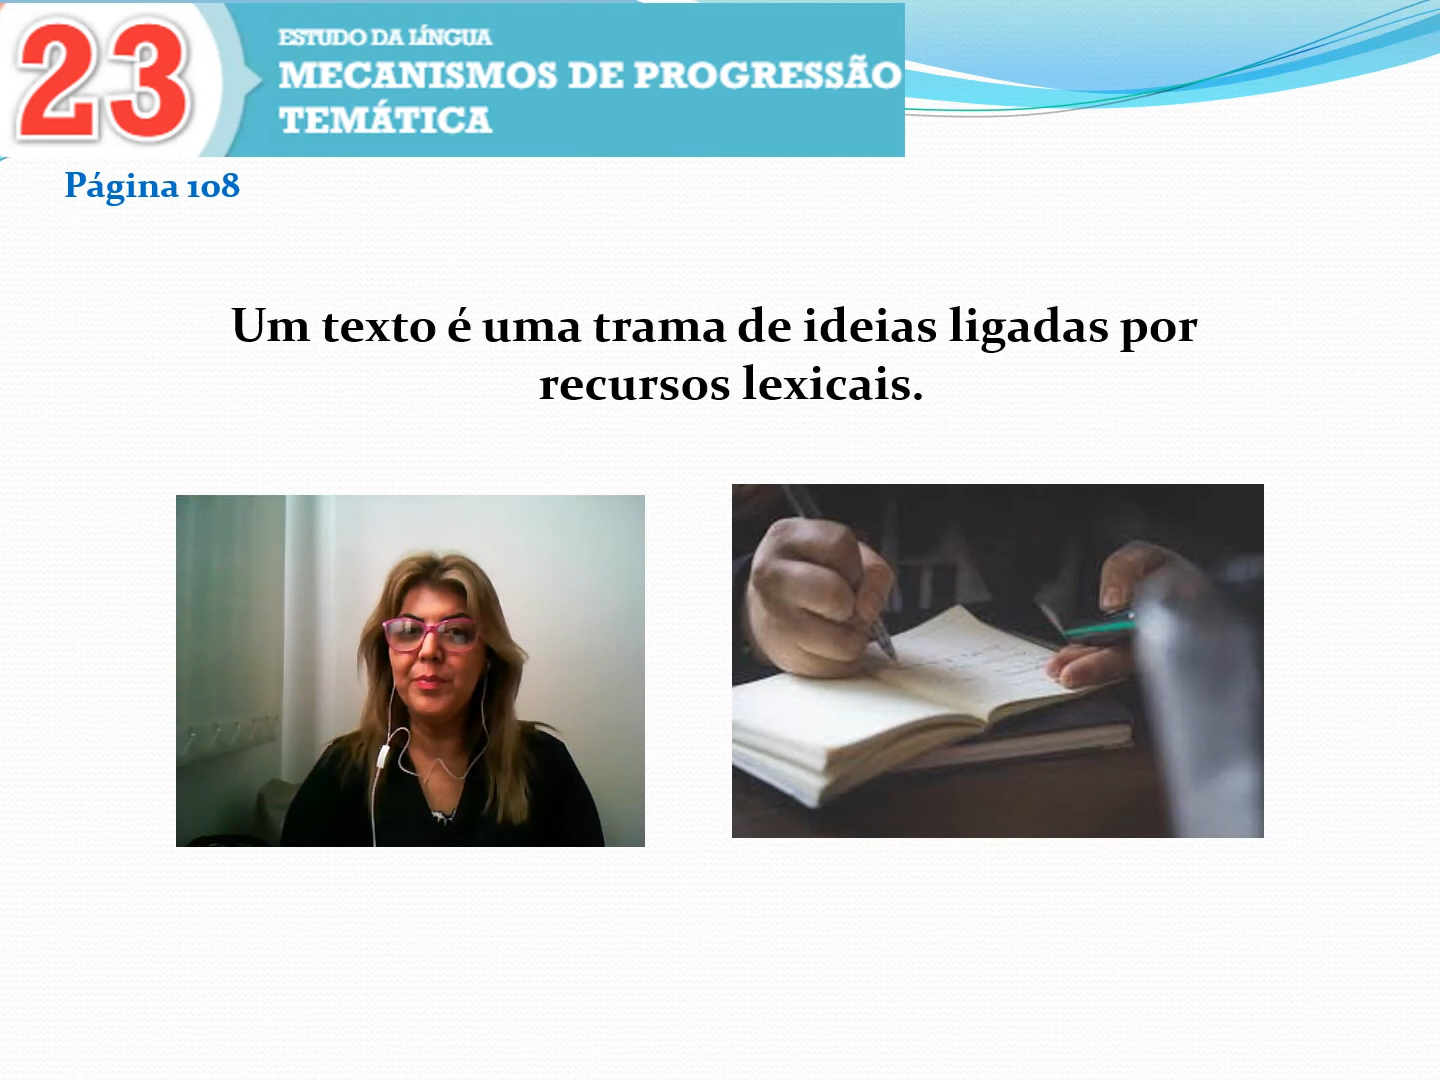 23
ESTUDO DA LÍNGUA
MECANISMOS DE PROGRESSÃO
TEMÁTICA
Página 108
Um texto é uma trama de ideias ligadas por
recursos lexicais.